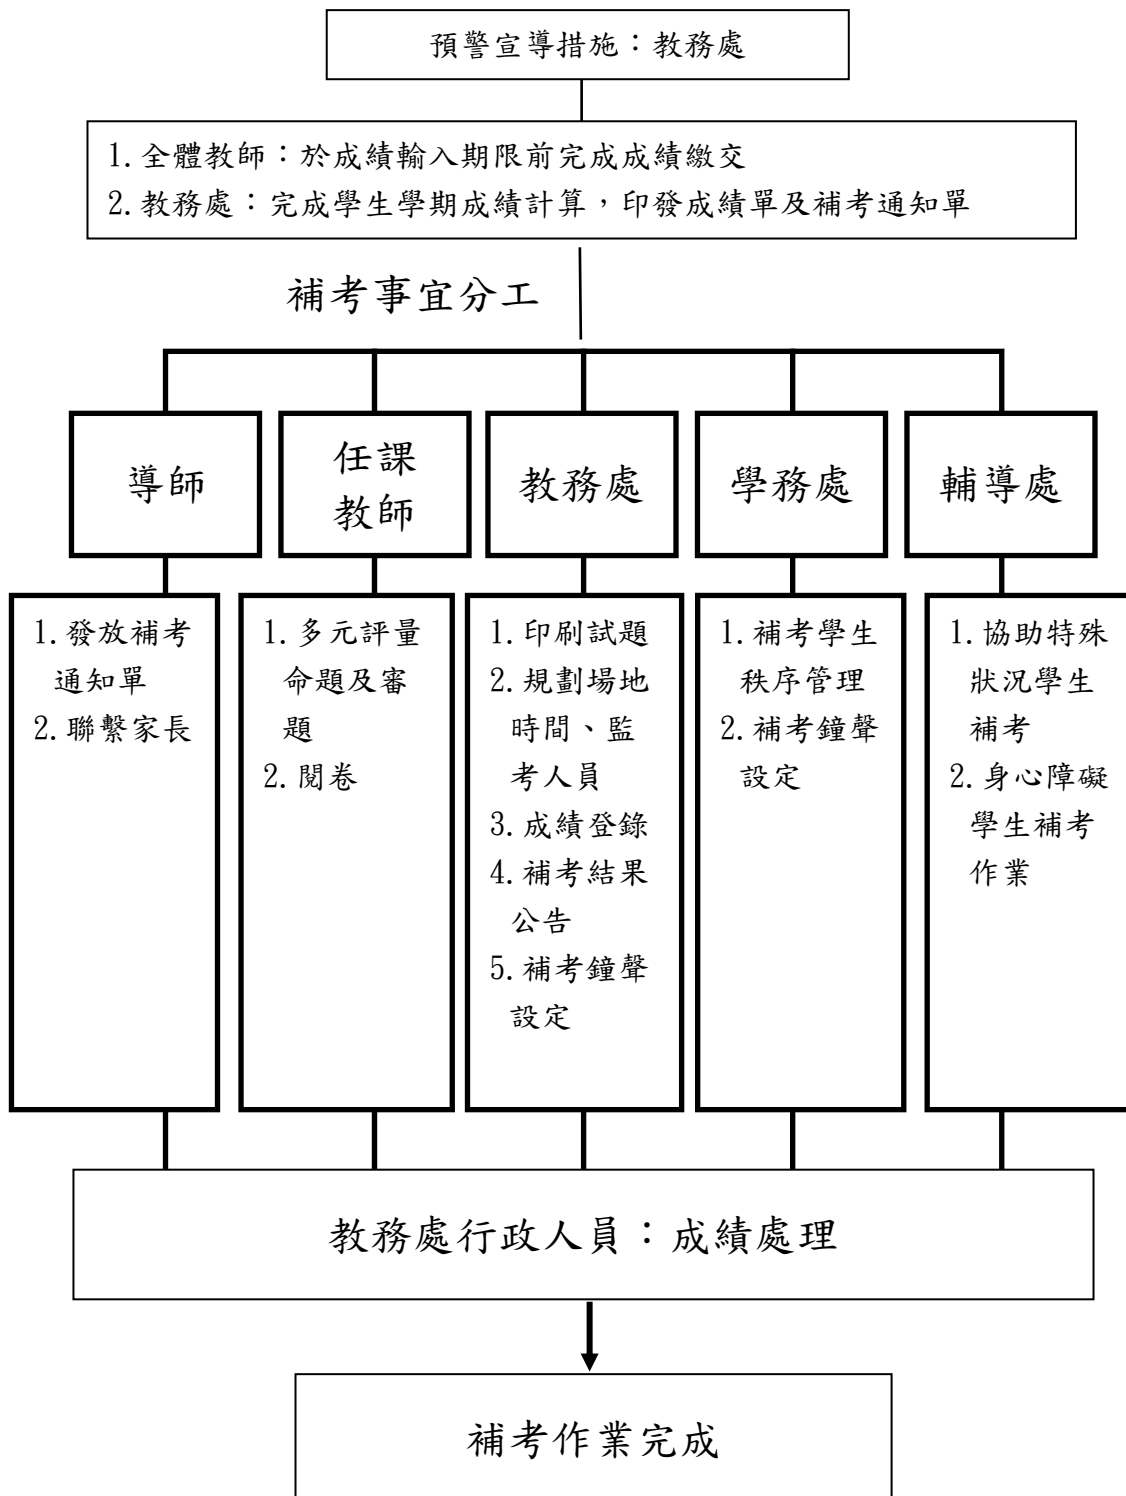 預警宣導措施：教務處
1.全體教師：於成績輸入期限前完成成績繳交
2.教務處：完成學生學期成績計算，印發成績單及補考通知單
補考事宜分工
導師
任課
教師
教務處
學務處
輔導處
1.發放補考
通知單
2.聯繫家長
1.多元評量
命題及審
題
2.閱卷
1.印刷試題
2.規劃場地
時間、監
考人員
3.成績登錄
4.補考結果
公告
5.補考鐘聲
設定
1.補考學生
秩序管理
2.補考鐘聲
設定
1.協助特殊
狀況學生
補考
2.身心障礙
學生補考
作業
教務處行政人員：成績處理
補考作業完成